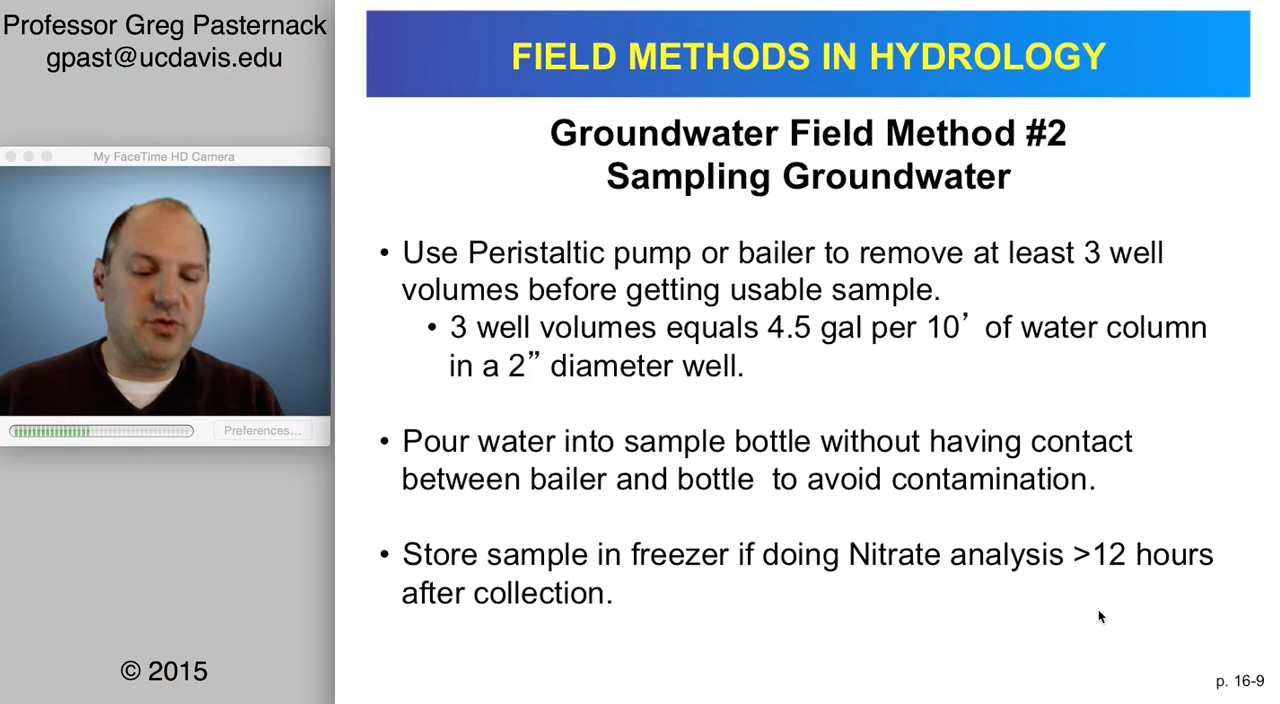 Professor Greg Pasternack
gpast@ucdavis.edu
My FaceTime HD Camera
Preferences...
© 2015
FIELD METHODS IN HYDROLOGY
Groundwater Field Method #2
Sampling Groundwater
• Use Peristaltic pump or bailer to remove at least 3 well
volumes before getting usable sample.
• 3 well volumes equals 4.5 gal per 10’ of water column
in a 2” diameter well.
• Pour water into sample bottle without having contact
between bailer and bottle  to avoid contamination.
• Store sample in freezer if doing Nitrate analysis >12 hours
after collection.
p. 16-9